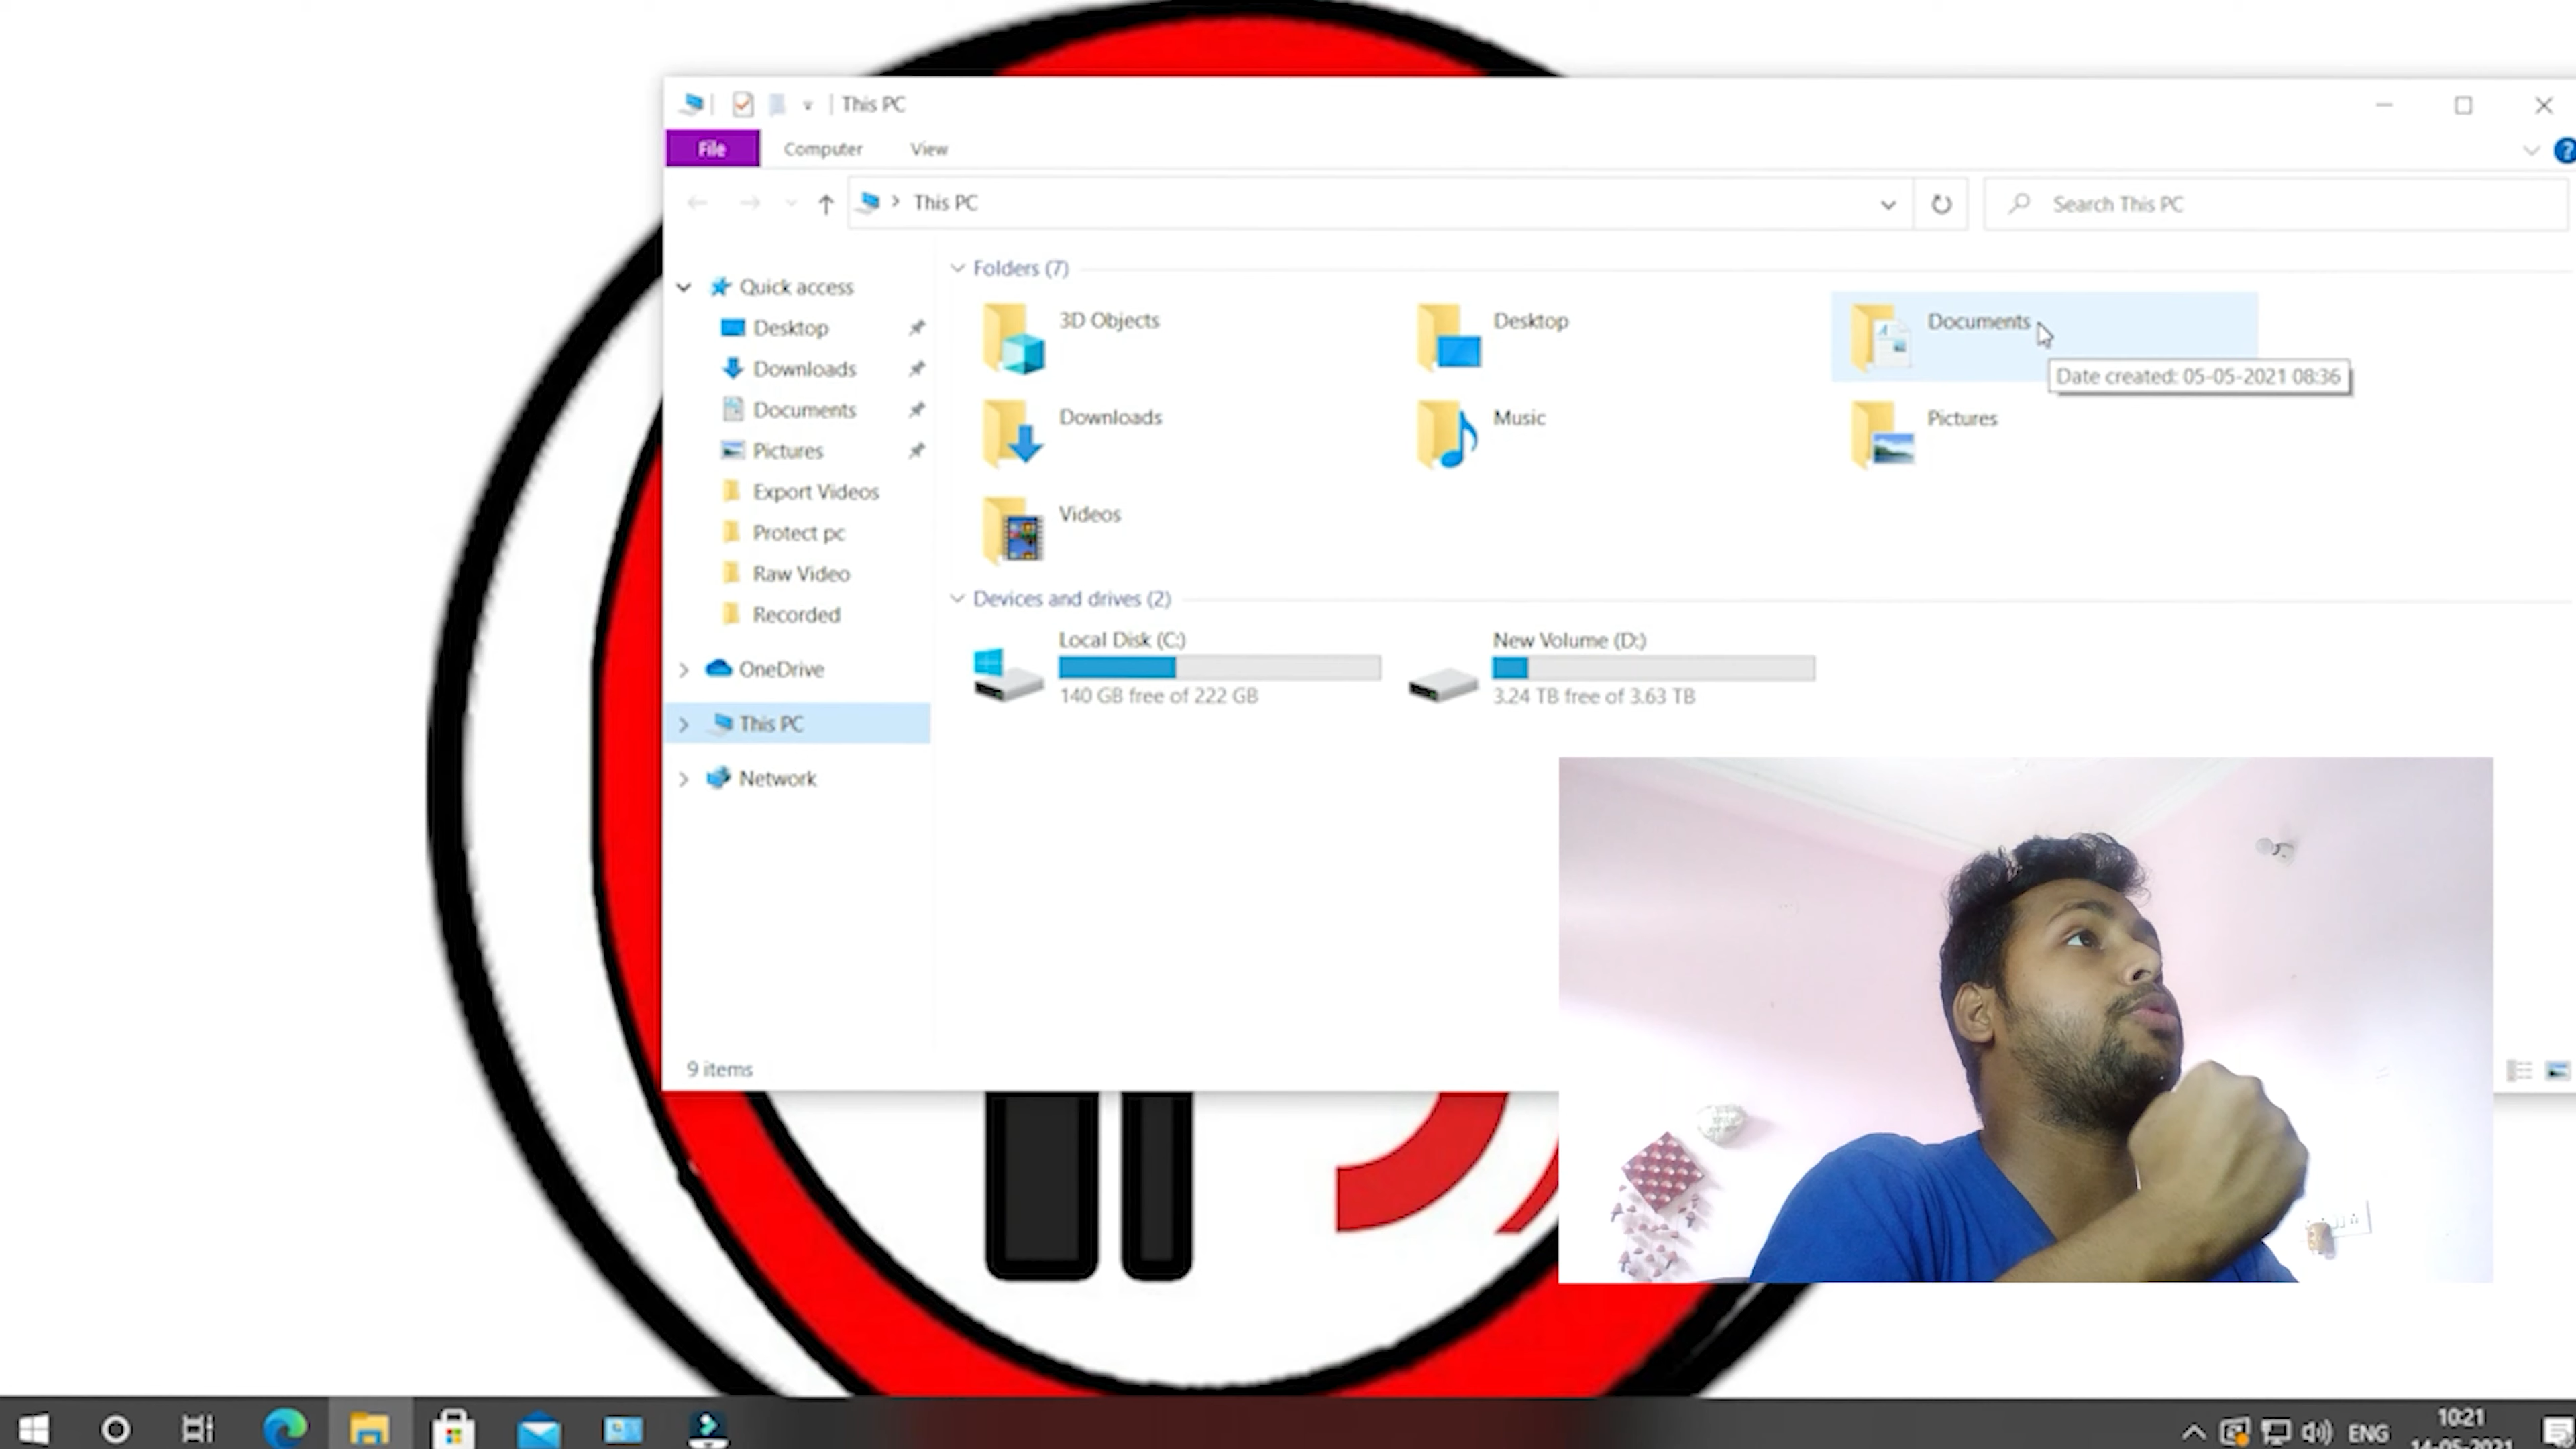 This PC
File Computer View
This PC
Search This PC
Quick access
Desktop
Downloads
Documents
Pictures
Export Videos
Protect pc
Raw Video
Recorded
OneDrive
This PC
Network
Folders (7)
3D Objects
Desktop
Documents
Date created: 05-05-2021 08:36
Downloads
Music
Pictures
Videos
Devices and drives (2)
Local Disk (C:)
140 GB free of 222 GB
New Volume (D:)
3.24 TB free of 3.63 TB
9 items
ENG
10:21
14-05-2021